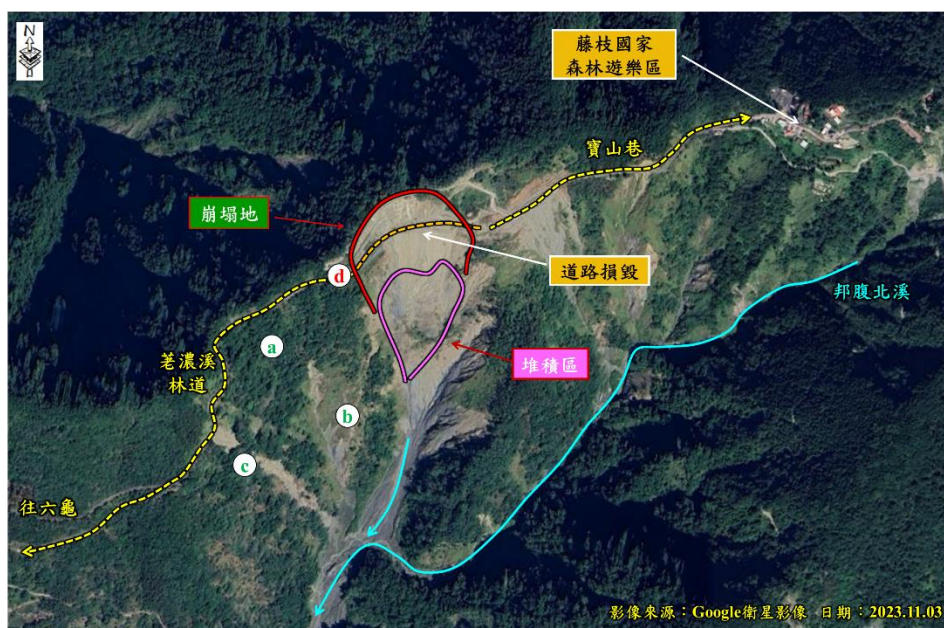 N
藤枝國家
森林遊樂區
寶山巷
崩塌地
d
道路損毀
邦腹北溪
a
荖濃溪
林道
堆積區
b
c
往六龜
影像來源：Google衛星影像 日期：2023.11.03